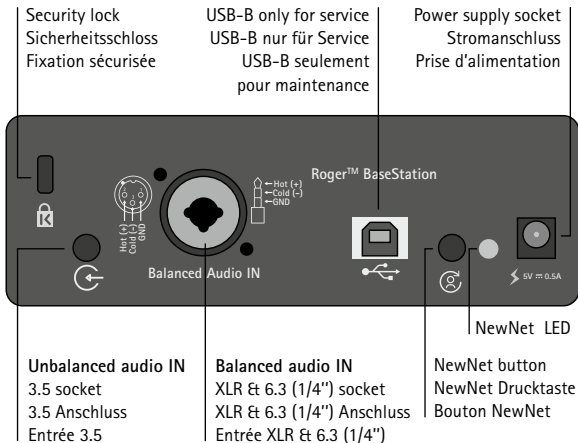 Security lock
Sicherheitsschloss
Fixation sécurisée
USB-B only for service
USB-B nur für Service
USB-B seulement
pour maintenance
Power supply socket
Stromanschluss
Prise d'alimentation
Roger™ BaseStation
Hot (+)
Cold (-)
GND
Hot (+)
Cold (-)
GND
K
Balanced Audio IN
5V ⎓ 0.5A
NewNet LED
Unbalanced audio IN
3.5 socket
3.5 Anschluss
Entrée 3.5
Balanced audio IN
XLR & 6.3 (1/4'') socket
XLR & 6.3 (1/4'') Anschluss
Entrée XLR & 6.3 (1/4'')
NewNet button
NewNet Drucktaste
Bouton NewNet